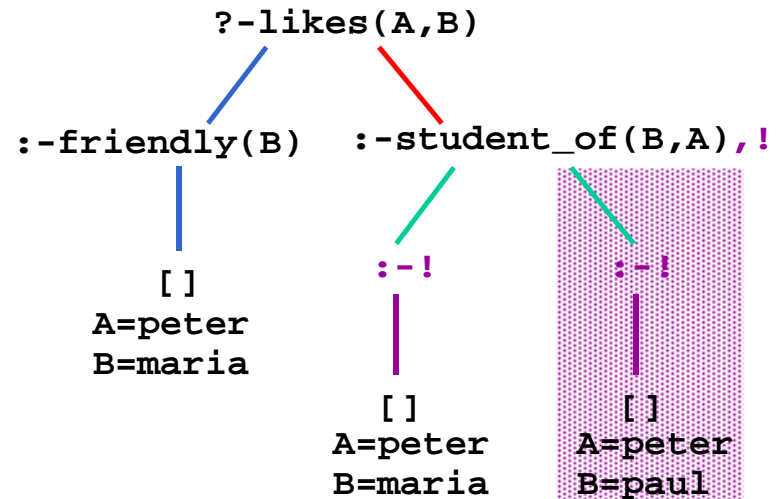 ?-likes(A,B)
:-friendly(B)
:-student_of(B,A),!
[]
A=peter
B=maria
:-!
[]
A=peter
B=maria
:-!
[]
A=peter
B=paul